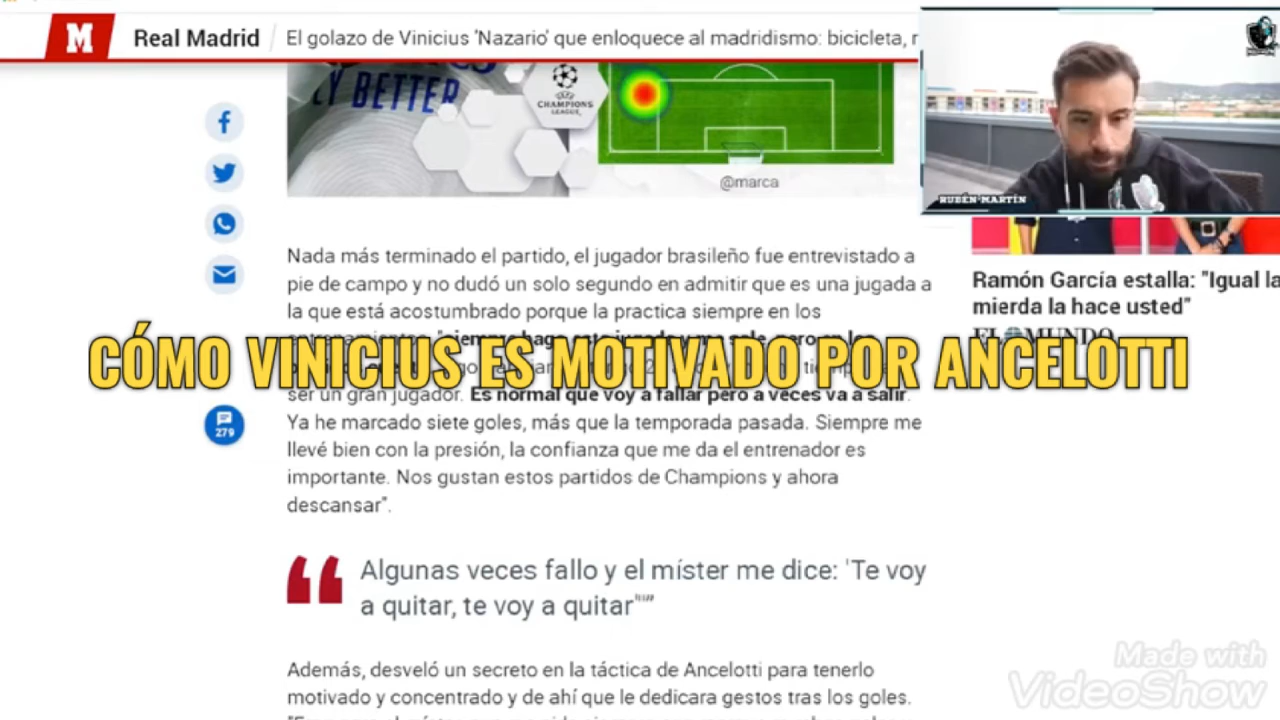 M Real Madrid El golazo de Vinicius 'Nazario' que enloquece al madridismo: bicicleta, r
LY BETTER
CHAMPIONS
LEAGUE
@marca
RUBÉN MARTÍN
Nada más terminado el partido, el jugador brasileño fue entrevistado a
pie de campo y no dudó un solo segundo en admitir que es una jugada a
la que está acostumbrado porque la practica siempre en los
CÓMO VINICIUS ES MOTIVADO POR ANCELOTTI
ser un gran jugador. Es normal que voy a fallar pero a veces va a salir.
Ya he marcado siete goles, más que la temporada pasada. Siempre me
llevé bien con la presión, la confianza que me da el entrenador es
importante. Nos gustan estos partidos de Champions y ahora
descansar".
279
Algunas veces fallo y el míster me dice: 'Te voy
a quitar, te voy a quitar'""
Además, desveló un secreto en la táctica de Ancelotti para tenerlo
motivado y concentrado y de ahí que le dedicara gestos tras los goles.
Ramón García estalla: "Igual la
mierda la hace usted"
EL MUNDO
Made with
VideoShow